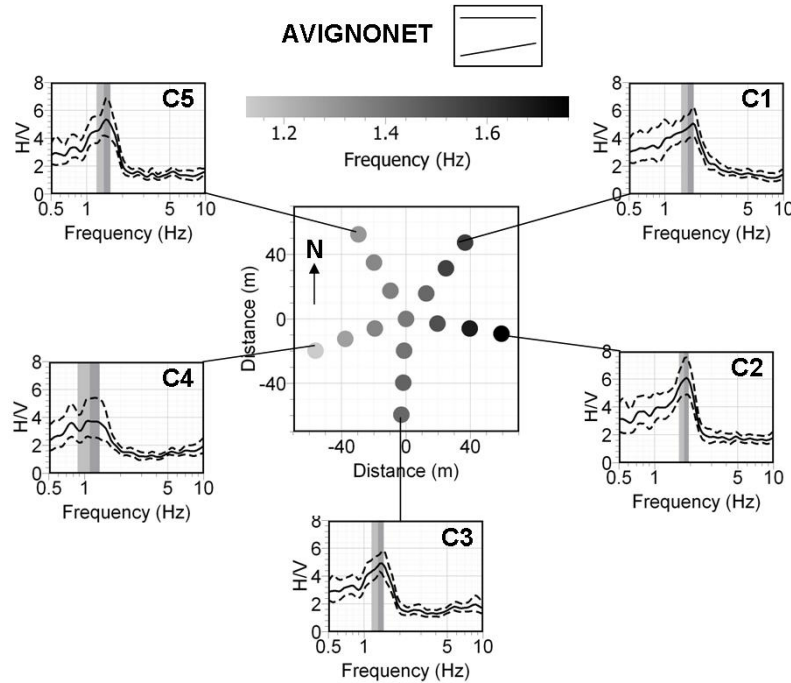 AVIGNONET
1.2 1.4 1.6
Frequency (Hz)
C5
H/V
8
6
4
2
0
0.5 1 5 10
Frequency (Hz)
C1
H/V
8
6
4
2
0
0.5 1 5 10
Frequency (Hz)
N
Distance (m)
40
0
-40
-40 0 40
Distance (m)
C4
H/V
8
6
4
2
0
0.5 1 5 10
Frequency (Hz)
C2
H/V
8
6
4
2
0
0.5 1 5 10
Frequency (Hz)
C3
H/V
8
6
4
2
0
0.5 1 5 10
Frequency (Hz)